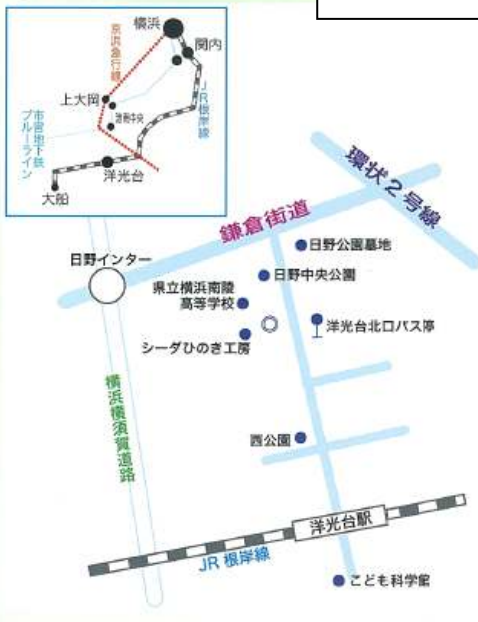 横浜
関内
京浜急行線
JR根岸線
上大岡
港南中央
市営地下鉄
ブルーライン
洋光台
大船
環状2号線
鎌倉街道
日野公園墓地
日野インター
日野中央公園
県立横浜南陵
高等学校
洋光台北口バス停
シーダひのき工房
横浜横須賀道路
西公園
洋光台駅
JR 根岸線
こども科学館